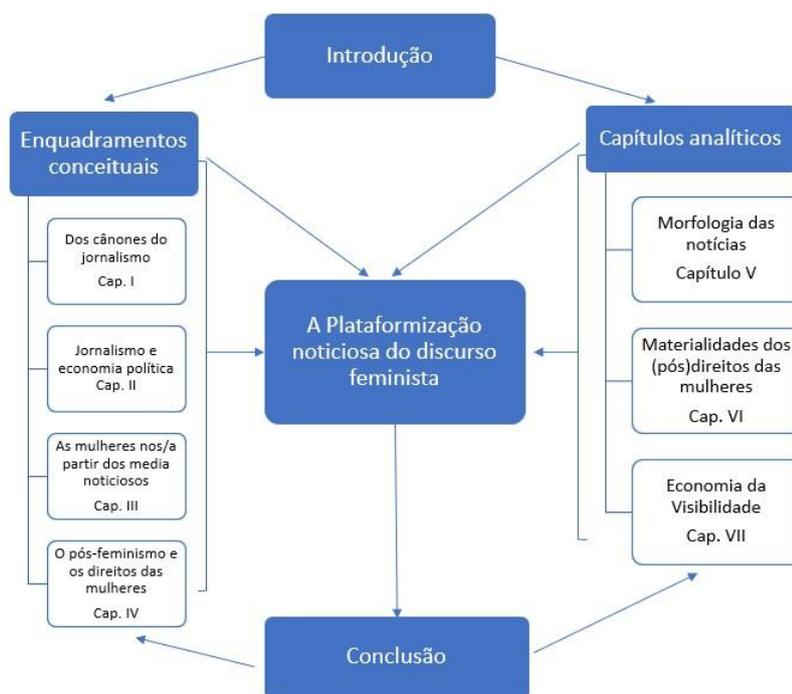 Introdução
Enquadramentos
conceituais
Dos cânones do
jornalismo
Cap. I
Jornalismo e
economia política
Cap. II
As mulheres nos/a
partir dos media
noticiosos
Cap. III
O pós-feminismo e
os direitos das
mulheres
Cap. IV
A Plataformização
noticiosa do discurso
feminista
Capítulos analíticos
Morfologia das
notícias
Capítulo V
Materialidades dos
(pós)direitos das
mulheres
Cap. VI
Economia da
Visibilidade
Cap. VII
Conclusão